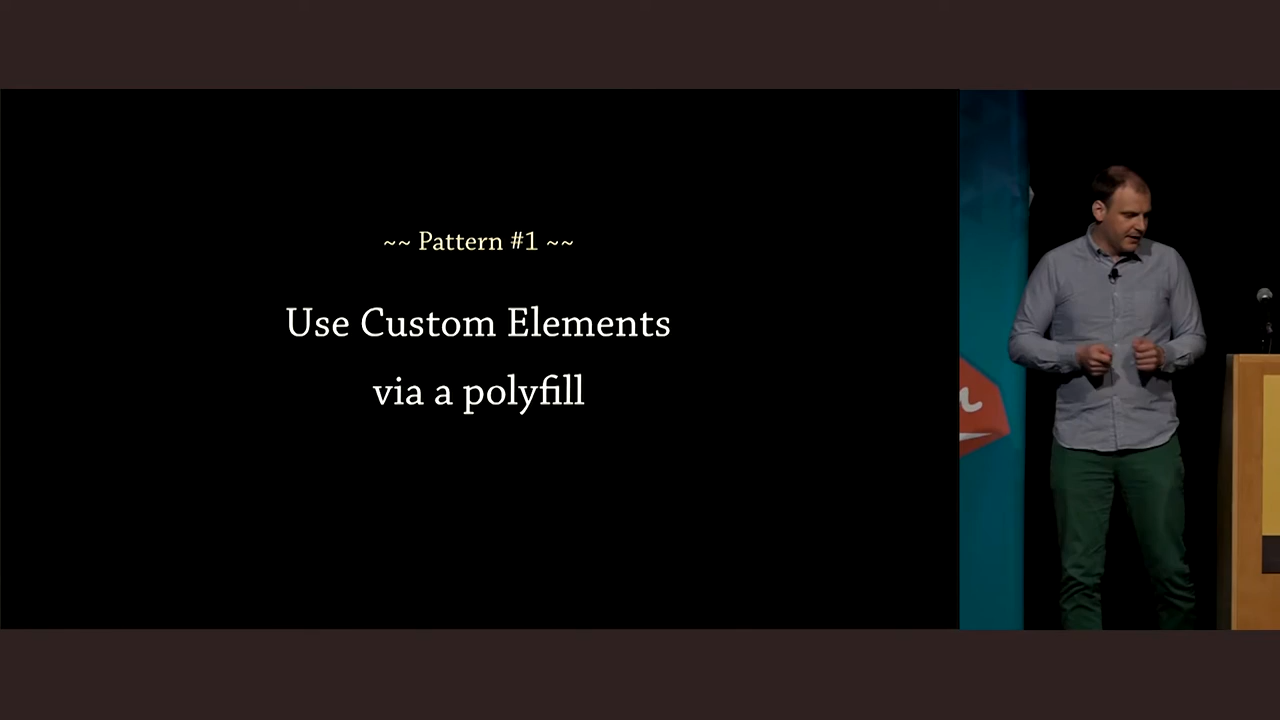 ~~ Pattern #1 ~~
Use Custom Elements
via a polyfill